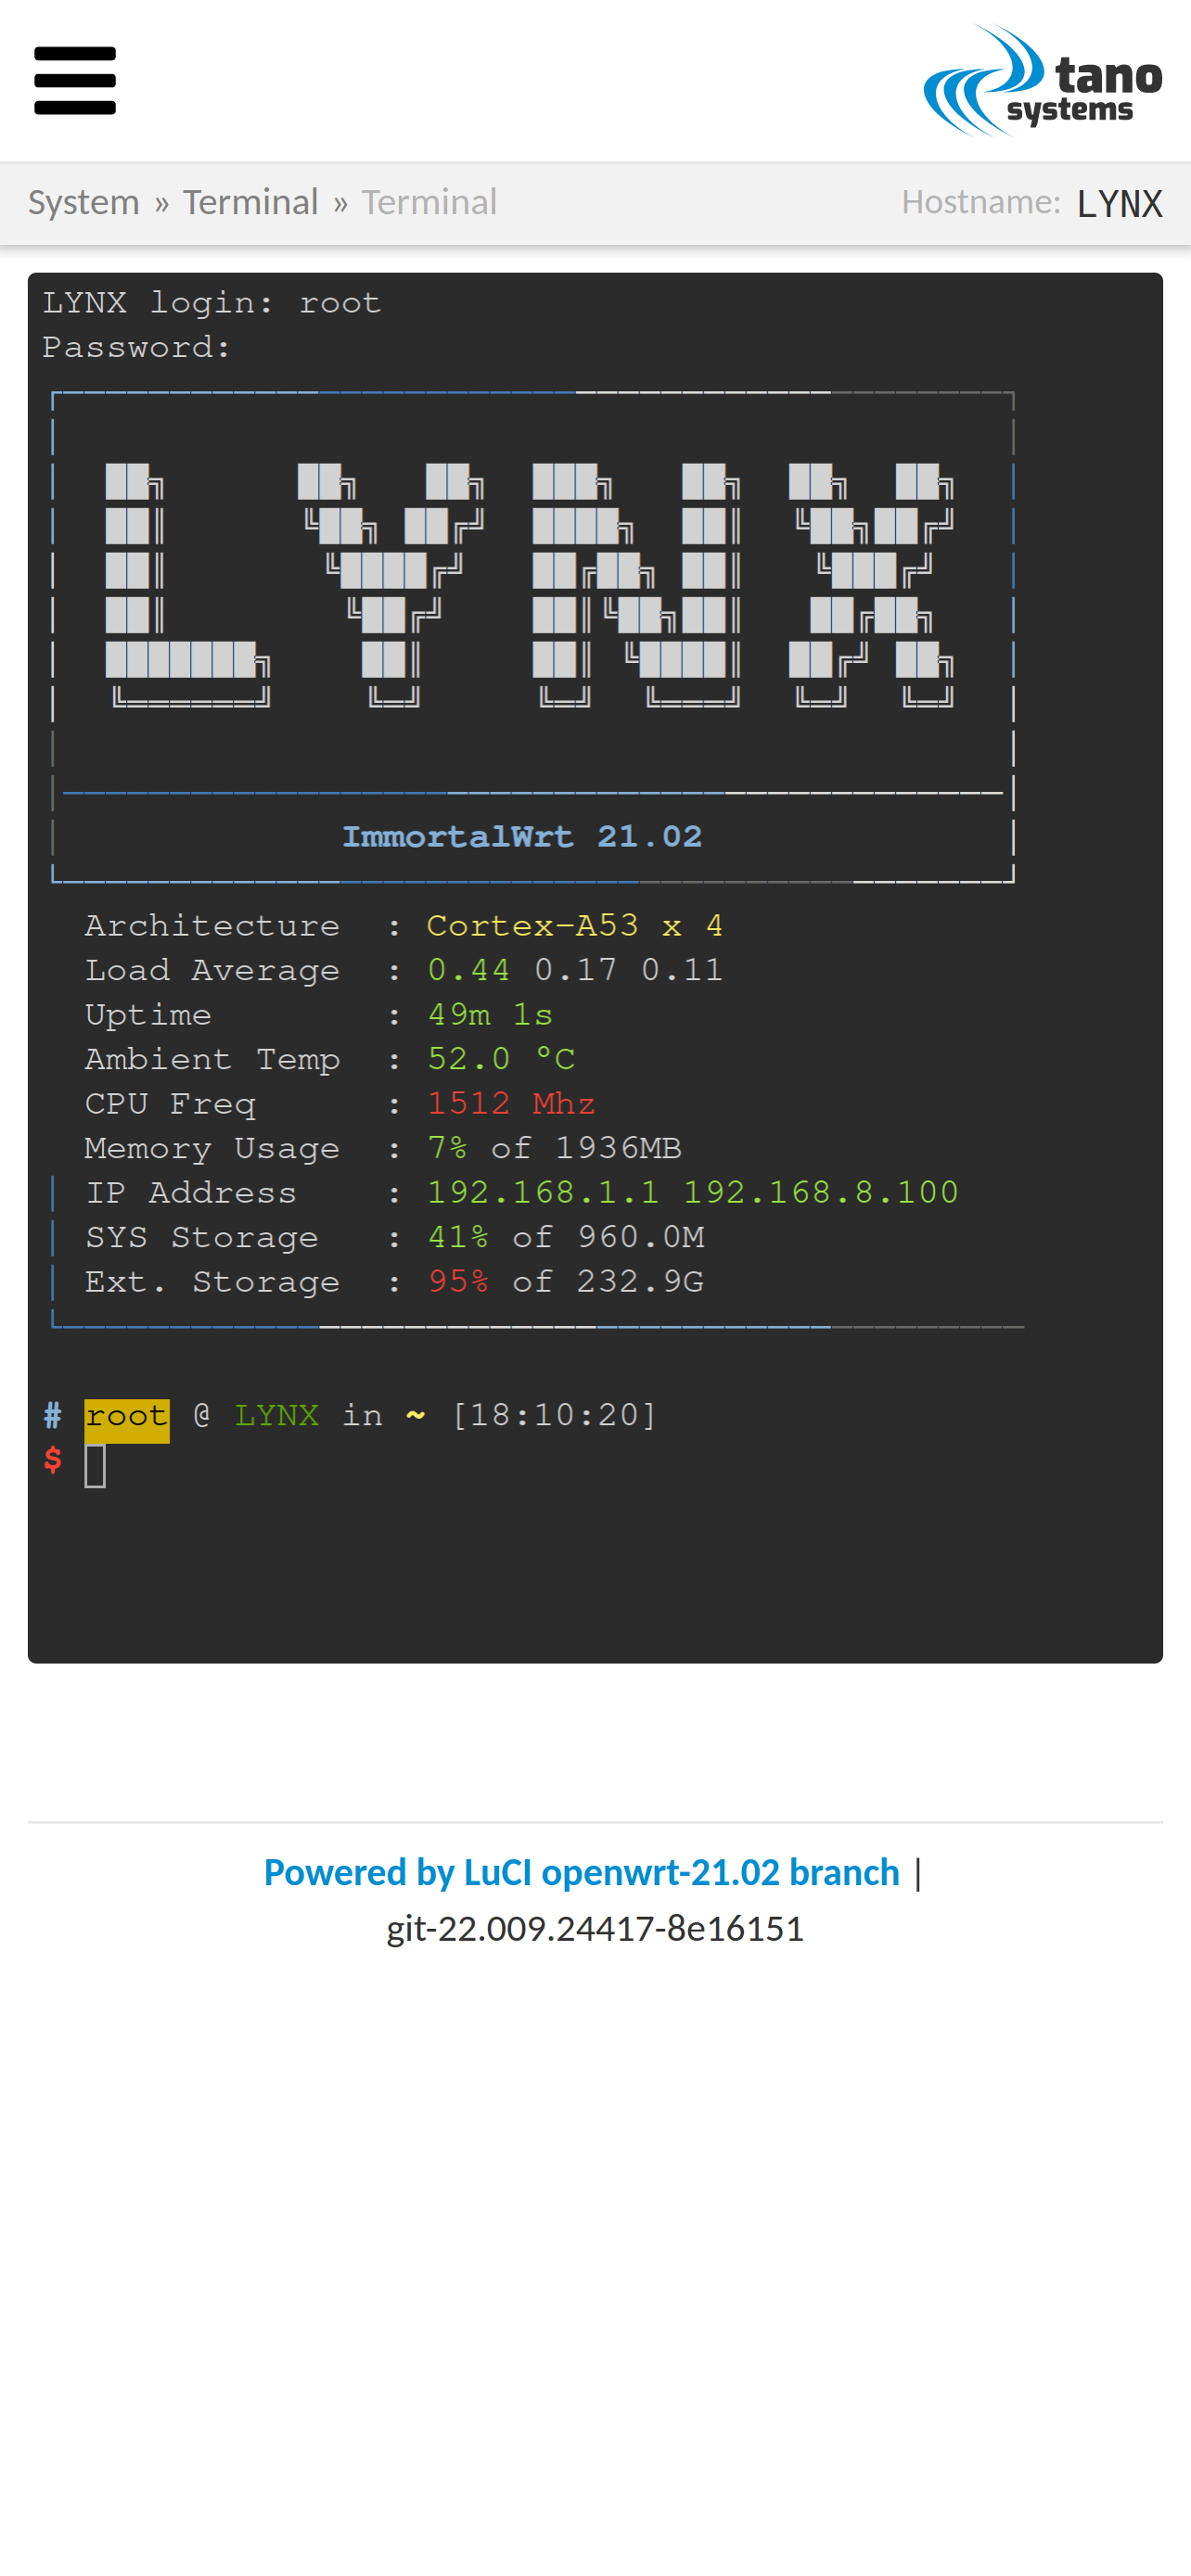 tano
systems
System » Terminal » Terminal
Hostname: LYNX
LYNX login: root
Password:
LYNX
ImmortalWrt 21.02
Architecture : Cortex-A53 x 4
Load Average : 0.44 0.17 0.11
Uptime : 49m 1s
Ambient Temp : 52.0 °C
CPU Freq : 1512 Mhz
Memory Usage : 7% of 1936MB
IP Address : 192.168.1.1 192.168.8.100
SYS Storage : 41% of 960.0M
Ext. Storage : 95% of 232.9G
# root @ LYNX in ~ [18:10:20]
$
Powered by LuCI openwrt-21.02 branch |
git-22.009.24417-8e16151